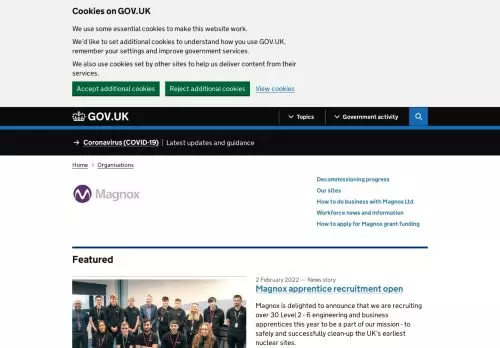 Cookies on GOV.UK
We use some essential cookies to make this website work.
We'd like to set additional cookies to understand how you use GOV.UK,
remember your settings and improve government services.
We also use cookies set by other sites to help us deliver content from their
services.
Accept additional cookies
Reject additional cookies
View cookies
GOV.UK
Topics
Government activity
Coronavirus (COVID-19)
Latest updates and guidance
Home
Organisations
Magnox
Decommissioning progress
Our sites
How to do business with Magnox Ltd
Workforce news and information
How to apply for Magnox grant funding
Featured
2 February 2022 — News story
Magnox apprentice recruitment open
Magnox is delighted to announce that we are recruiting
over 30 Level 2 - 6 engineering and business
apprentices this year to be a part of our mission - to
safely and successfully clean-up the UK's earliest
nuclear sites.